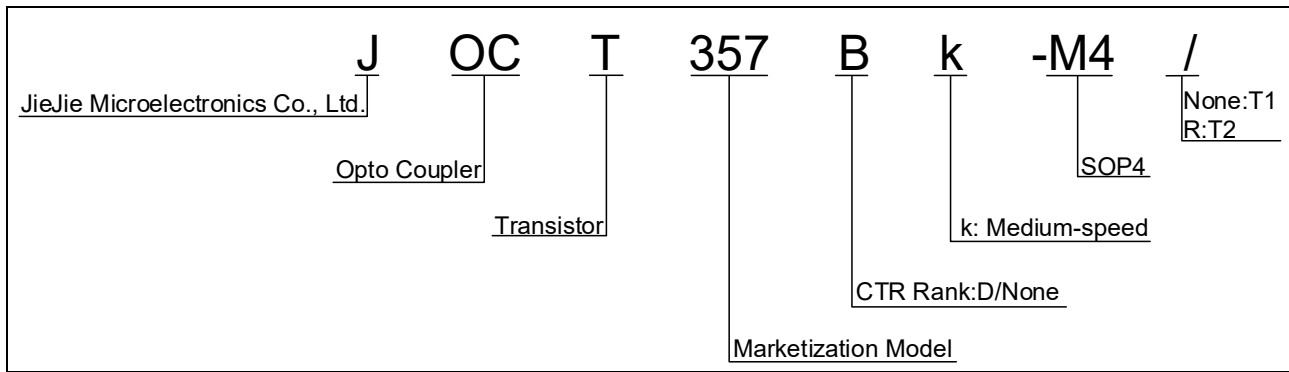 J OC T 357 B k -M4 /
JieJie Microelectronics Co., Ltd.
None:T1
R:T2
Opto Coupler
SOP4
Transistor
k: Medium-speed
CTR Rank:D/None
Marketization Model